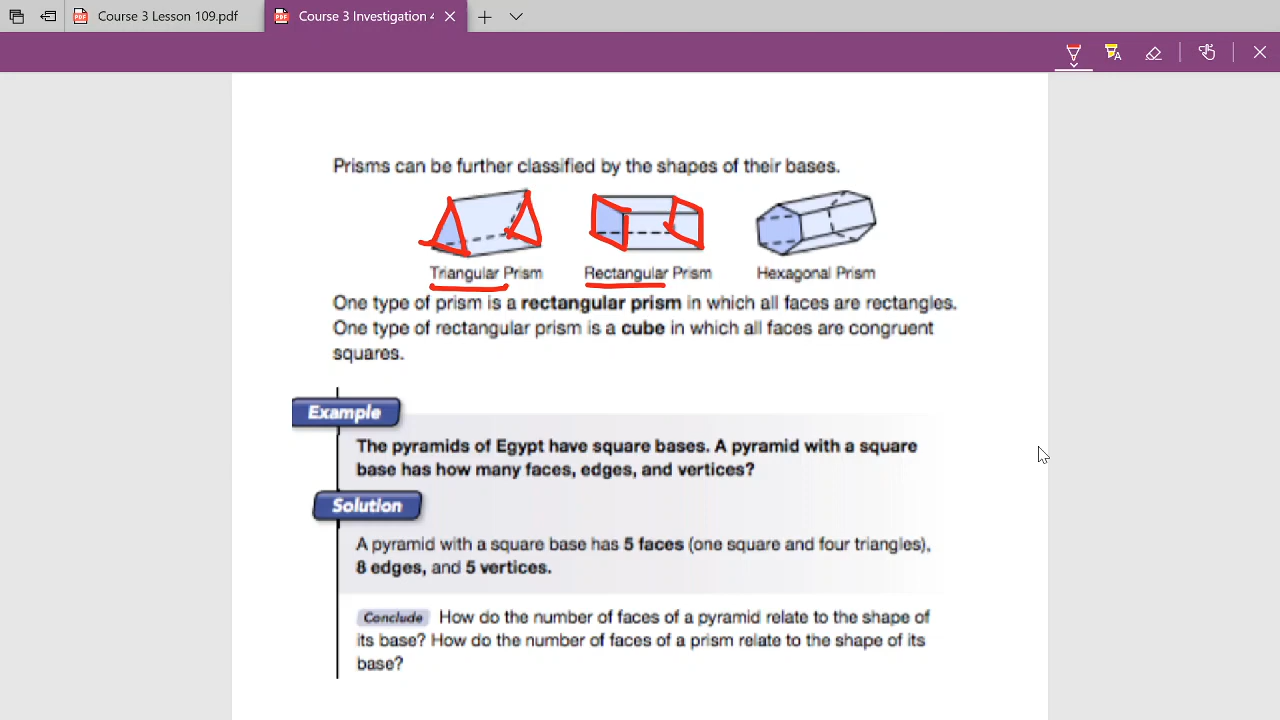 Course 3 Lesson 109.pdf
Course 3 Investigation 4
Prisms can be further classified by the shapes of their bases.
Triangular Prism
Rectangular Prism
Hexagonal Prism
One type of prism is a rectangular prism in which all faces are rectangles.
One type of rectangular prism is a cube in which all faces are congruent
squares.
Example
The pyramids of Egypt have square bases. A pyramid with a square
base has how many faces, edges, and vertices?
Solution
A pyramid with a square base has 5 faces (one square and four triangles),
8 edges, and 5 vertices.
Conclude How do the number of faces of a pyramid relate to the shape of
its base? How do the number of faces of a prism relate to the shape of its
base?